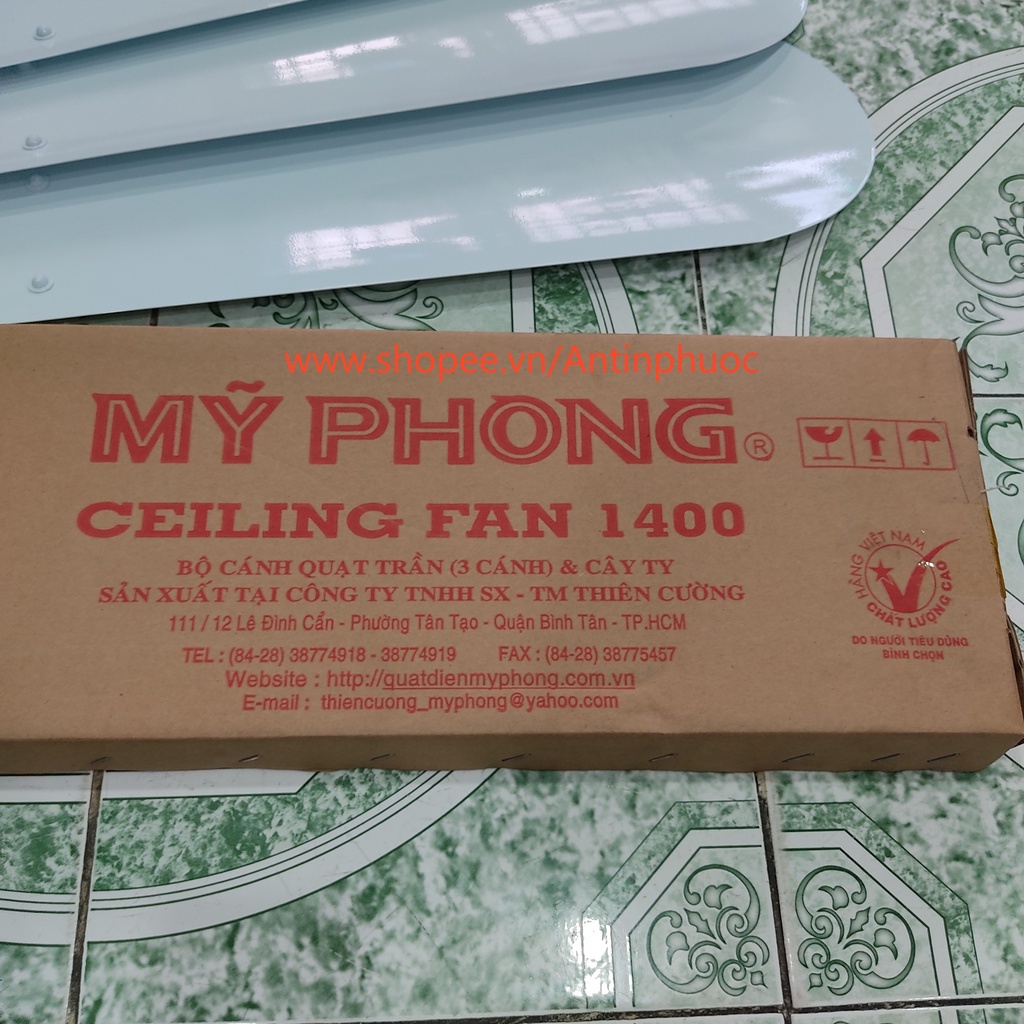 www.shopee.vn/Antinphuoc
MỸ PHONG ®
CEILING FAN 1400
BỘ CÁNH QUẠT TRẦN (3 CÁNH) & CÂY TY
SẢN XUẤT TẠI CÔNG TY TNHH SX - TM THIÊN CƯỜNG
111 / 12 Lê Đình Cẩn - Phường Tân Tạo - Quận Bình Tân - TP.HCM
TEL : (84-28) 38774918 - 38774919 FAX : (84-28) 38775457
Website : http://quatdienmyphong.com.vn
E-mail : thiencuong_myphong@yahoo.com
HÀNG VIỆT NAM
CHẤT LƯỢNG CAO
DO NGƯỜI TIÊU DÙNG
BÌNH CHỌN